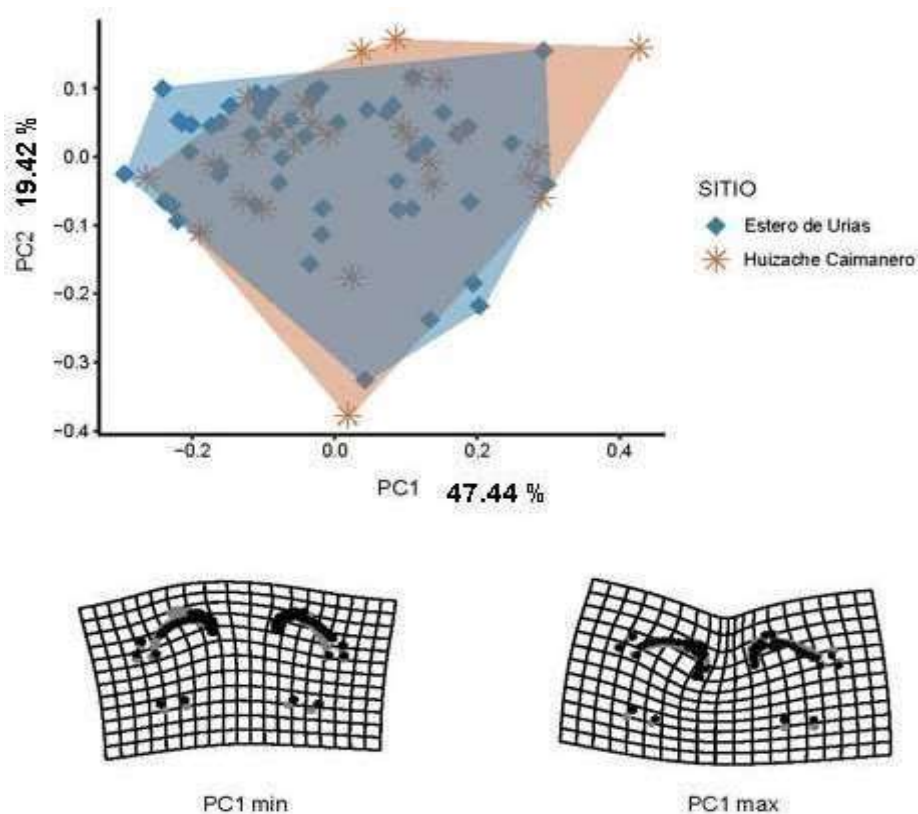 0.1
0.0
−0.1
−0.2
−0.3
−0.4
PC2 19.42 %
−0.2
0.0
0.2
0.4
PC1 47.44 %
SITIO
Estero de Urias
Huizache Caimanero
PC1 min
PC1 max